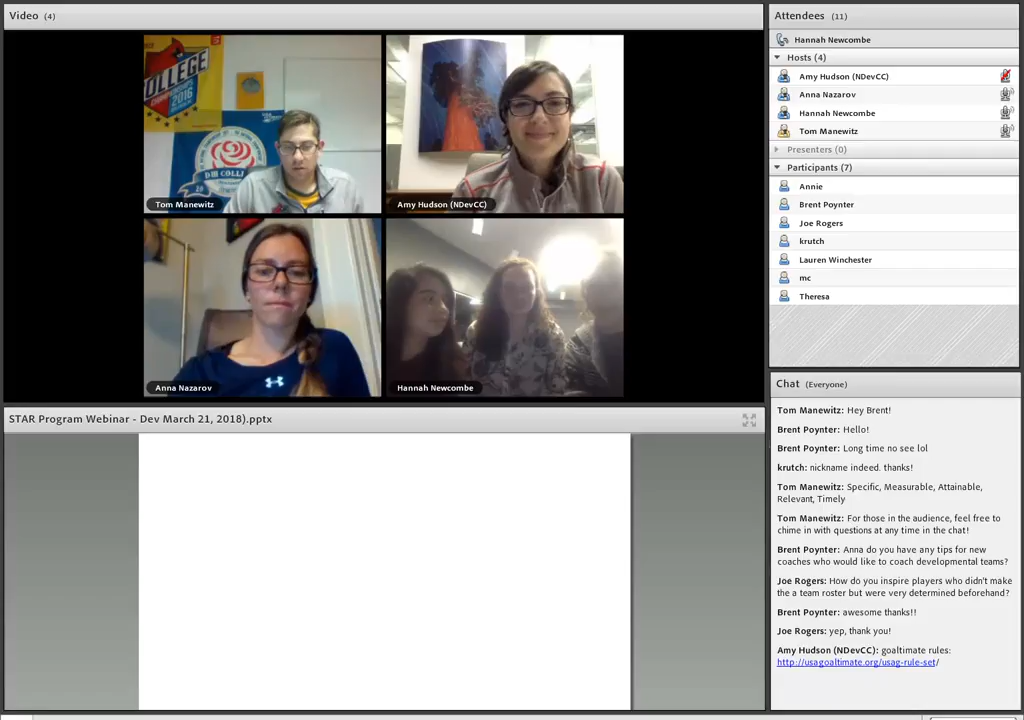 Video (4)
COLLEGE
CHAMPIONSHIPS
2016
D-III COLLE
Tom Manewitz
Amy Hudson (NDevCC)
Anna Nazarov
Hannah Newcombe
STAR Program Webinar - Dev March 21, 2018).pptx
Attendees (11)
Hannah Newcombe
Hosts (4)
Amy Hudson (NDevCC)
Anna Nazarov
Hannah Newcombe
Tom Manewitz
Presenters (0)
Participants (7)
Annie
Brent Poynter
Joe Rogers
krutch
Lauren Winchester
mc
Theresa
Chat (Everyone)
Tom Manewitz: Hey Brent!
Brent Poynter: Hello!
Brent Poynter: Long time no see lol
krutch: nickname indeed. thanks!
Tom Manewitz: Specific, Measurable, Attainable,
Relevant, Timely
Tom Manewitz: For those in the audience, feel free to
chime in with questions at any time in the chat!
Brent Poynter: Anna do you have any tips for new
coaches who would like to coach developmental teams?
Joe Rogers: How do you inspire players who didn't make
the a team roster but were very determined beforehand?
Brent Poynter: awesome thanks!!
Joe Rogers: yep, thank you!
Amy Hudson (NDevCC): goaltimate rules:
http://usagoaltimate.org/usag-rule-set/